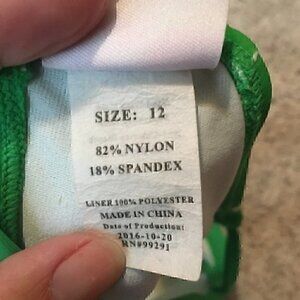 SIZE: 12
82% NYLON
18% SPANDEX
LINER 100% POLYESTER
MADE IN CHINA
Date of Production:
2016-10-20
RN#99291